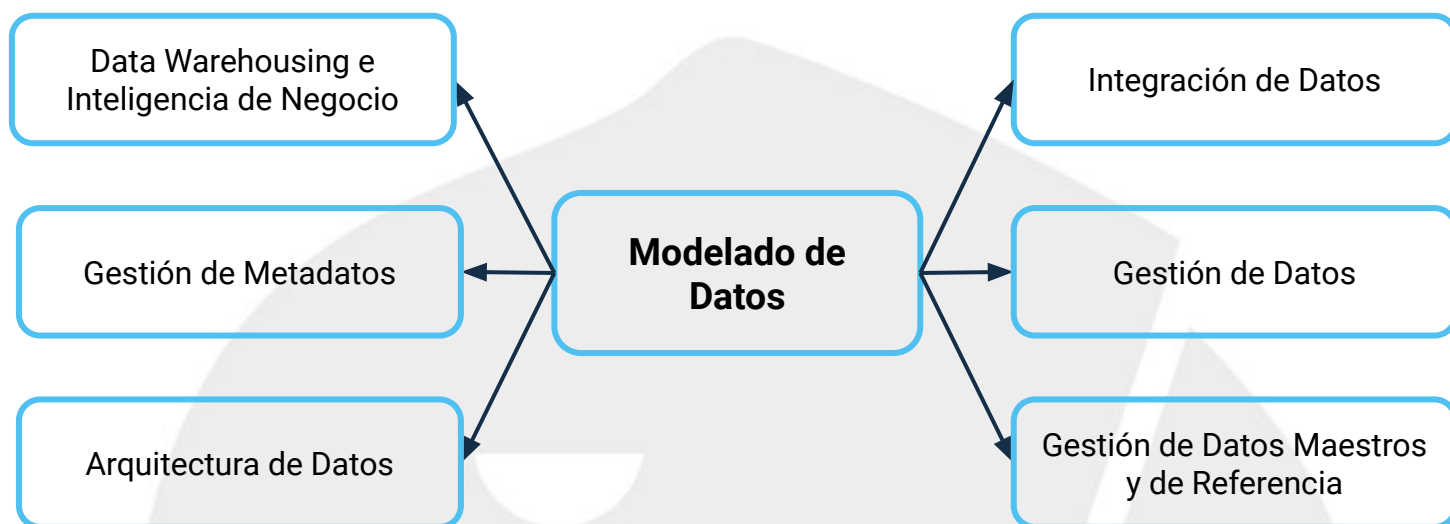 Data Warehousing e
Inteligencia de Negocio
Gestión de Metadatos
Arquitectura de Datos
Modelado de
Datos
Integración de Datos
Gestión de Datos
Gestión de Datos Maestros
y de Referencia